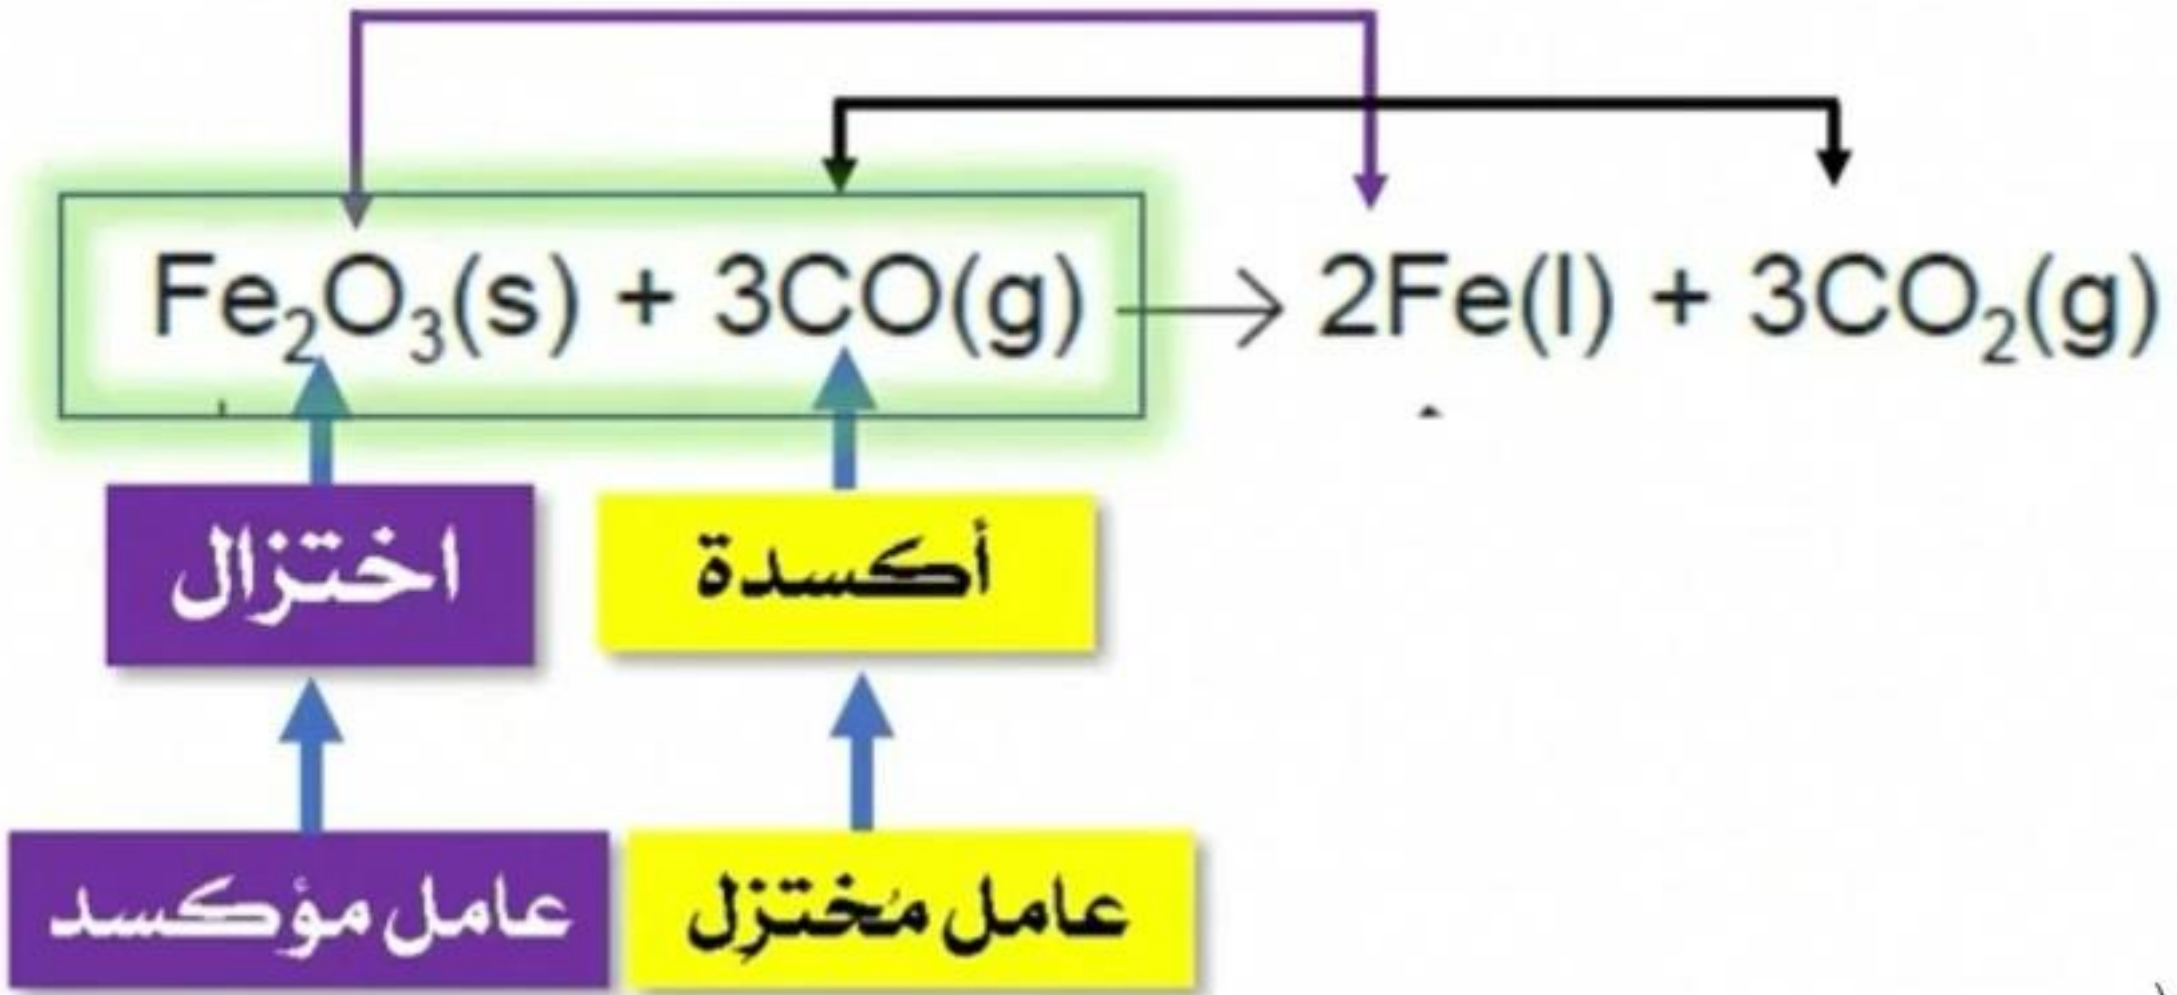 Fe₂O₃(s) + 3CO(g) → 2Fe(l) + 3CO₂(g)
اختزال
أكسدة
عامل مؤكسد
عامل مُختزِل